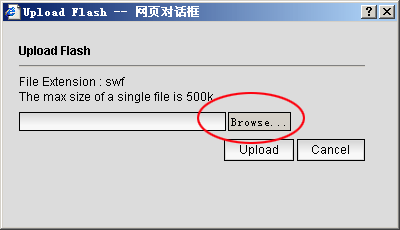 Upload Flash -- 网页对话框
Upload Flash
File Extension : swf
The max size of a single file is 500k
Browse...
Upload Cancel